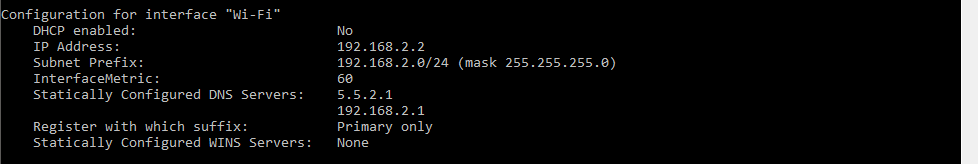 Configuration for interface "Wi-Fi"
DHCP enabled: No
IP Address: 192.168.2.2
Subnet Prefix: 192.168.2.0/24 (mask 255.255.255.0)
InterfaceMetric: 60
Statically Configured DNS Servers: 5.5.2.1
192.168.2.1
Register with which suffix: Primary only
Statically Configured WINS Servers: None